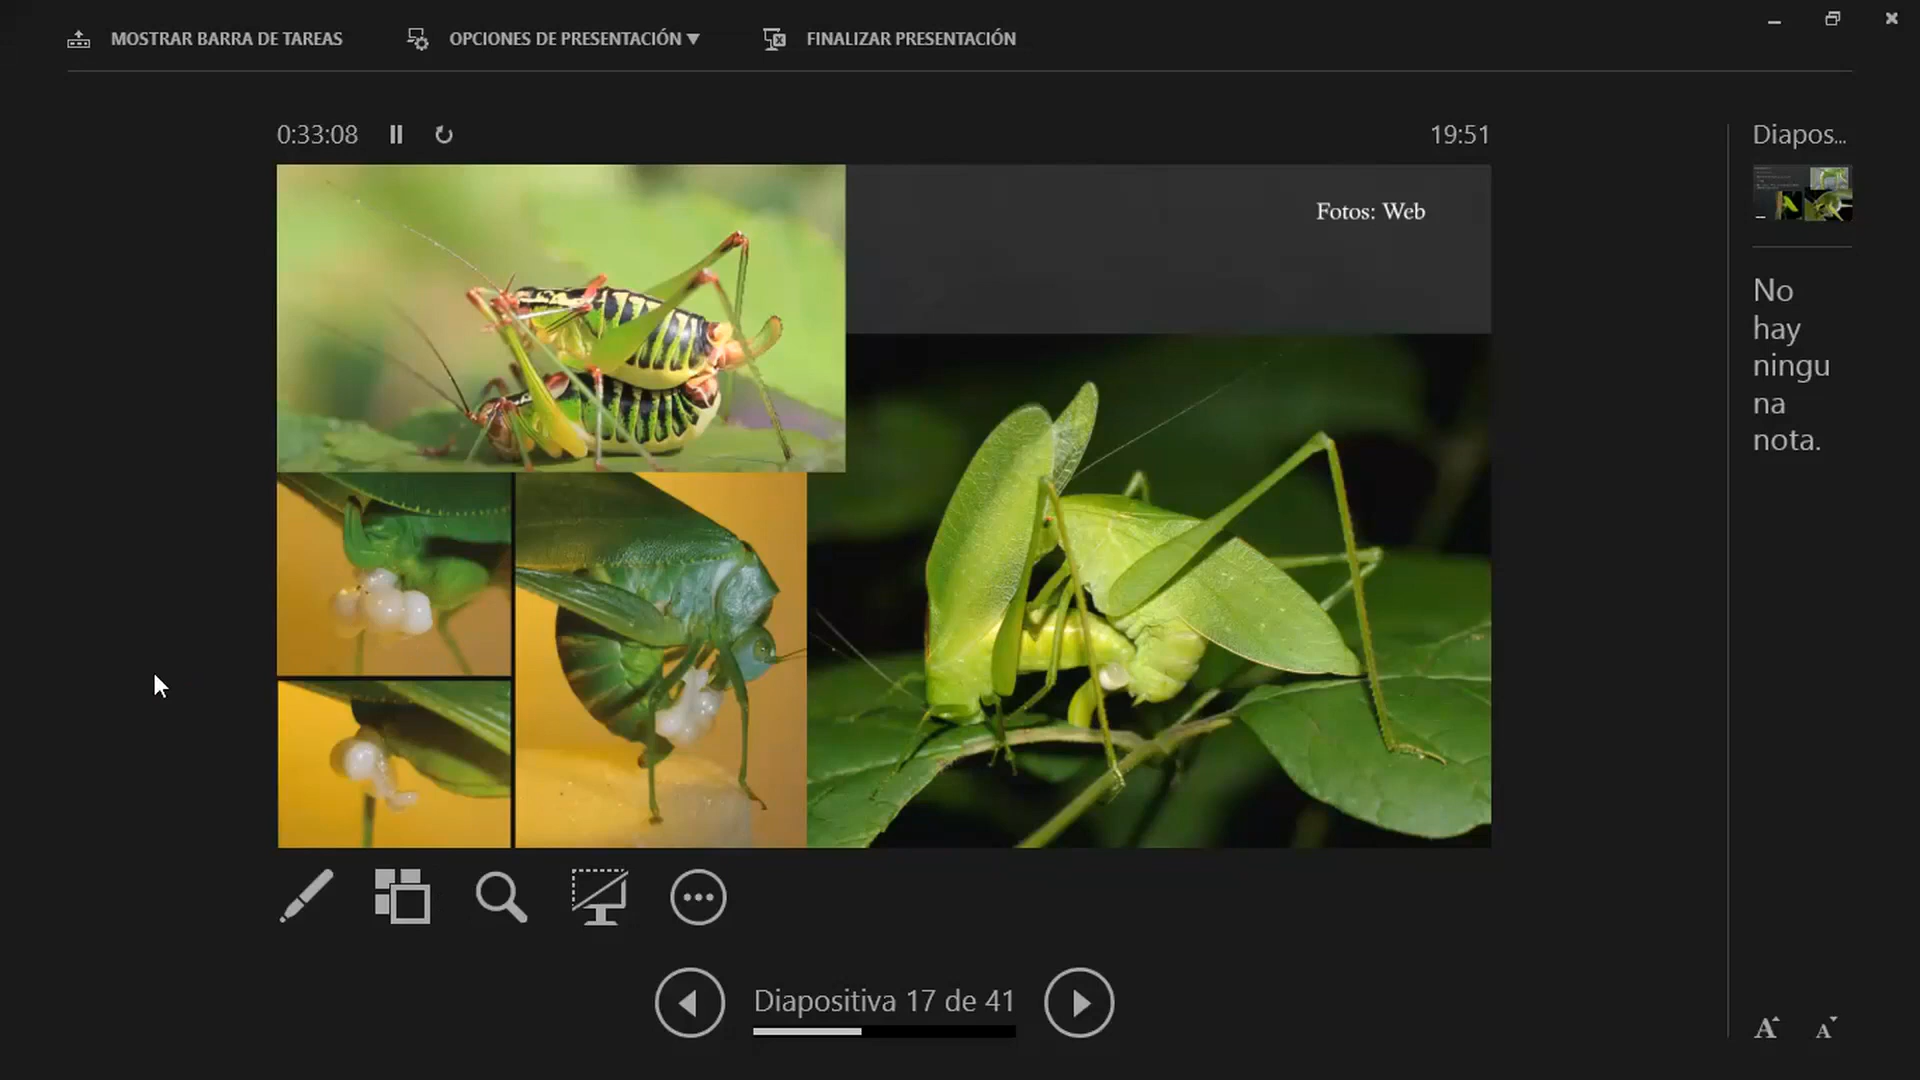 MOSTRAR BARRA DE TAREAS
OPCIONES DE PRESENTACIÓN
FINALIZAR PRESENTACIÓN
0:33:08
19:51
Diapos...
Fotos: Web
No
hay
ningu
na
nota.
Diapositiva 17 de 41
A
A